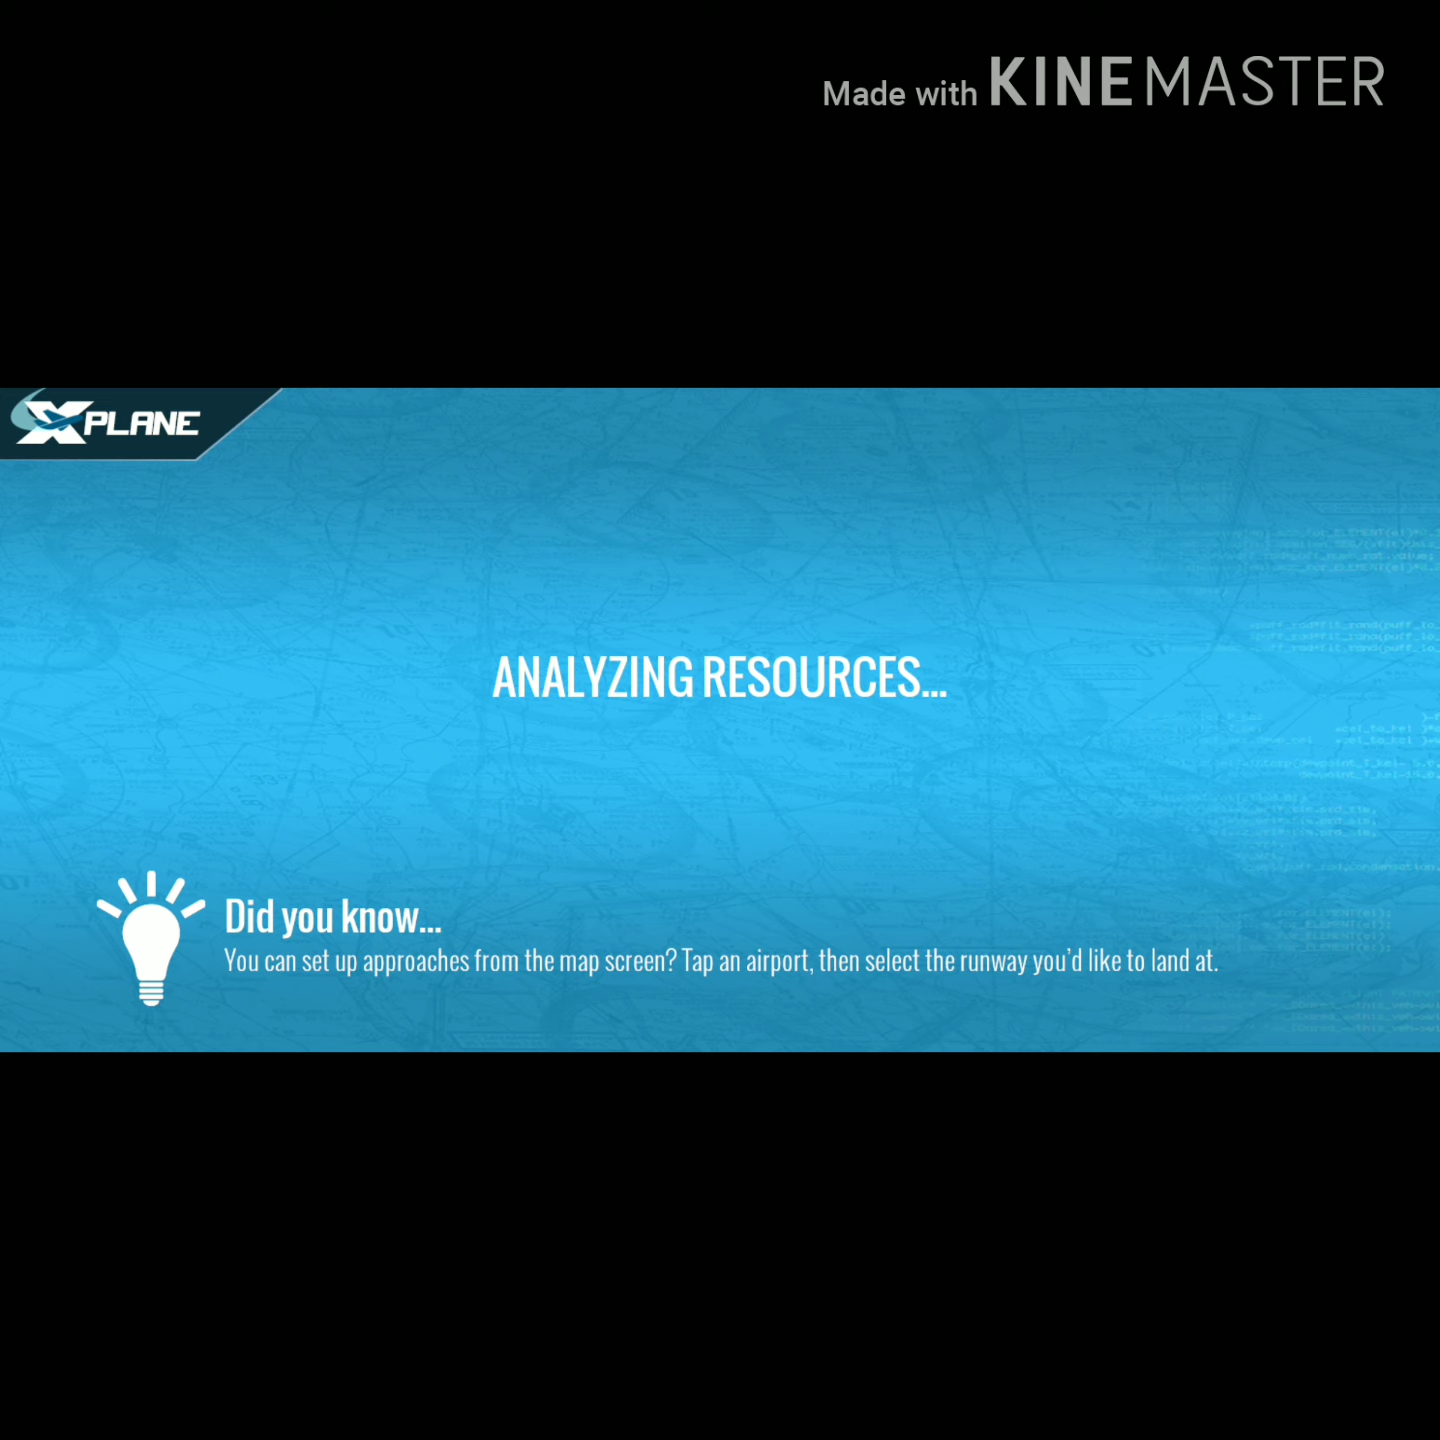 Made with KINEMASTER
X PLANE
ANALYZING RESOURCES...
Did you know...
You can set up approaches from the map screen? Tap an airport, then select the runway you'd like to land at.